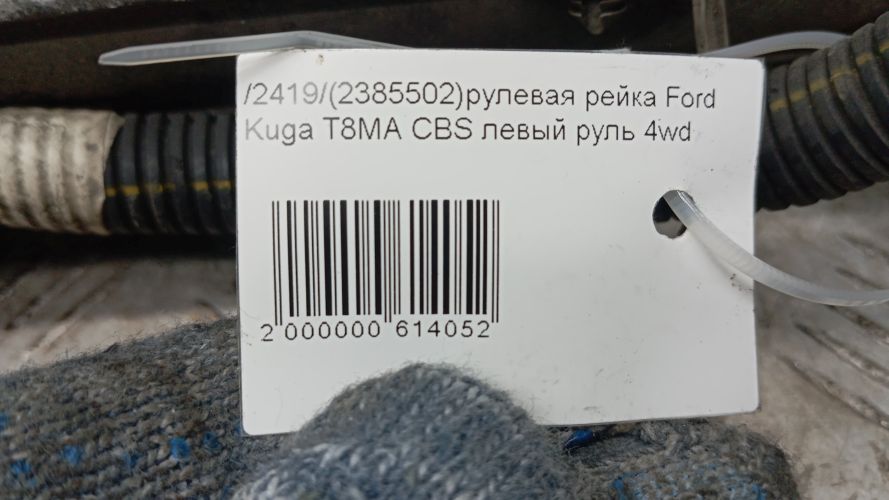 /2419/(2385502)рулевая рейка Ford
Kuga T8MA CBS левый руль 4wd
2 000000 614052